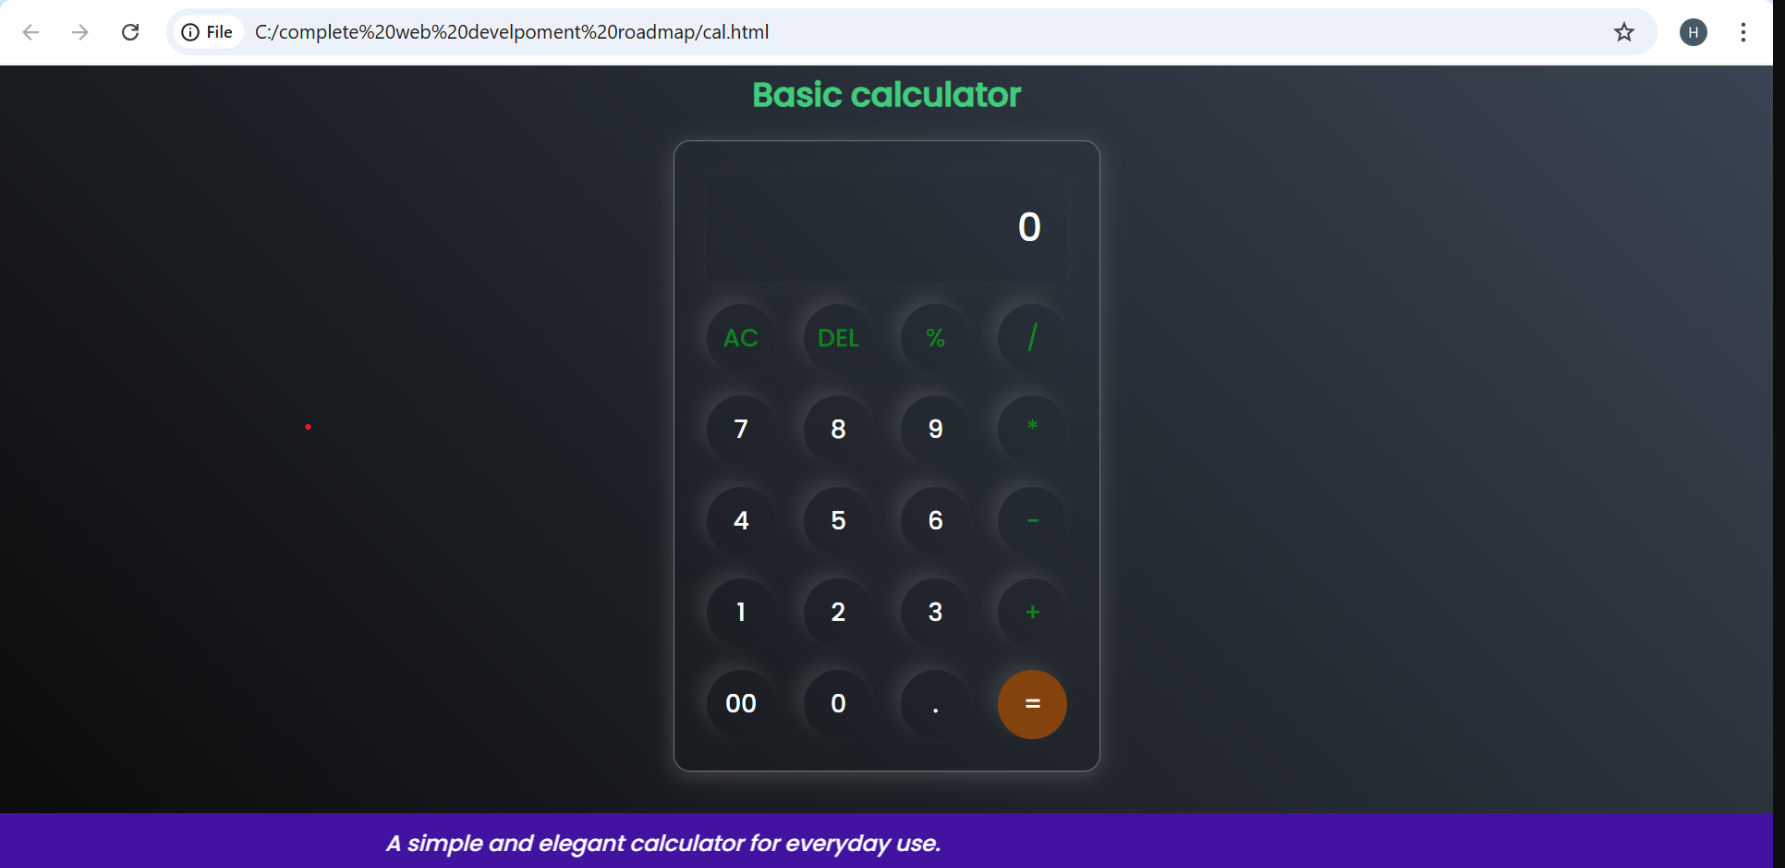 File C:/complete%20web%20develpoment%20roadmap/cal.html H
Basic calculator
0
AC DEL % /
7 8 9 *
4 5 6 -
1 2 3 +
00 0 . =
A simple and elegant calculator for everyday use.